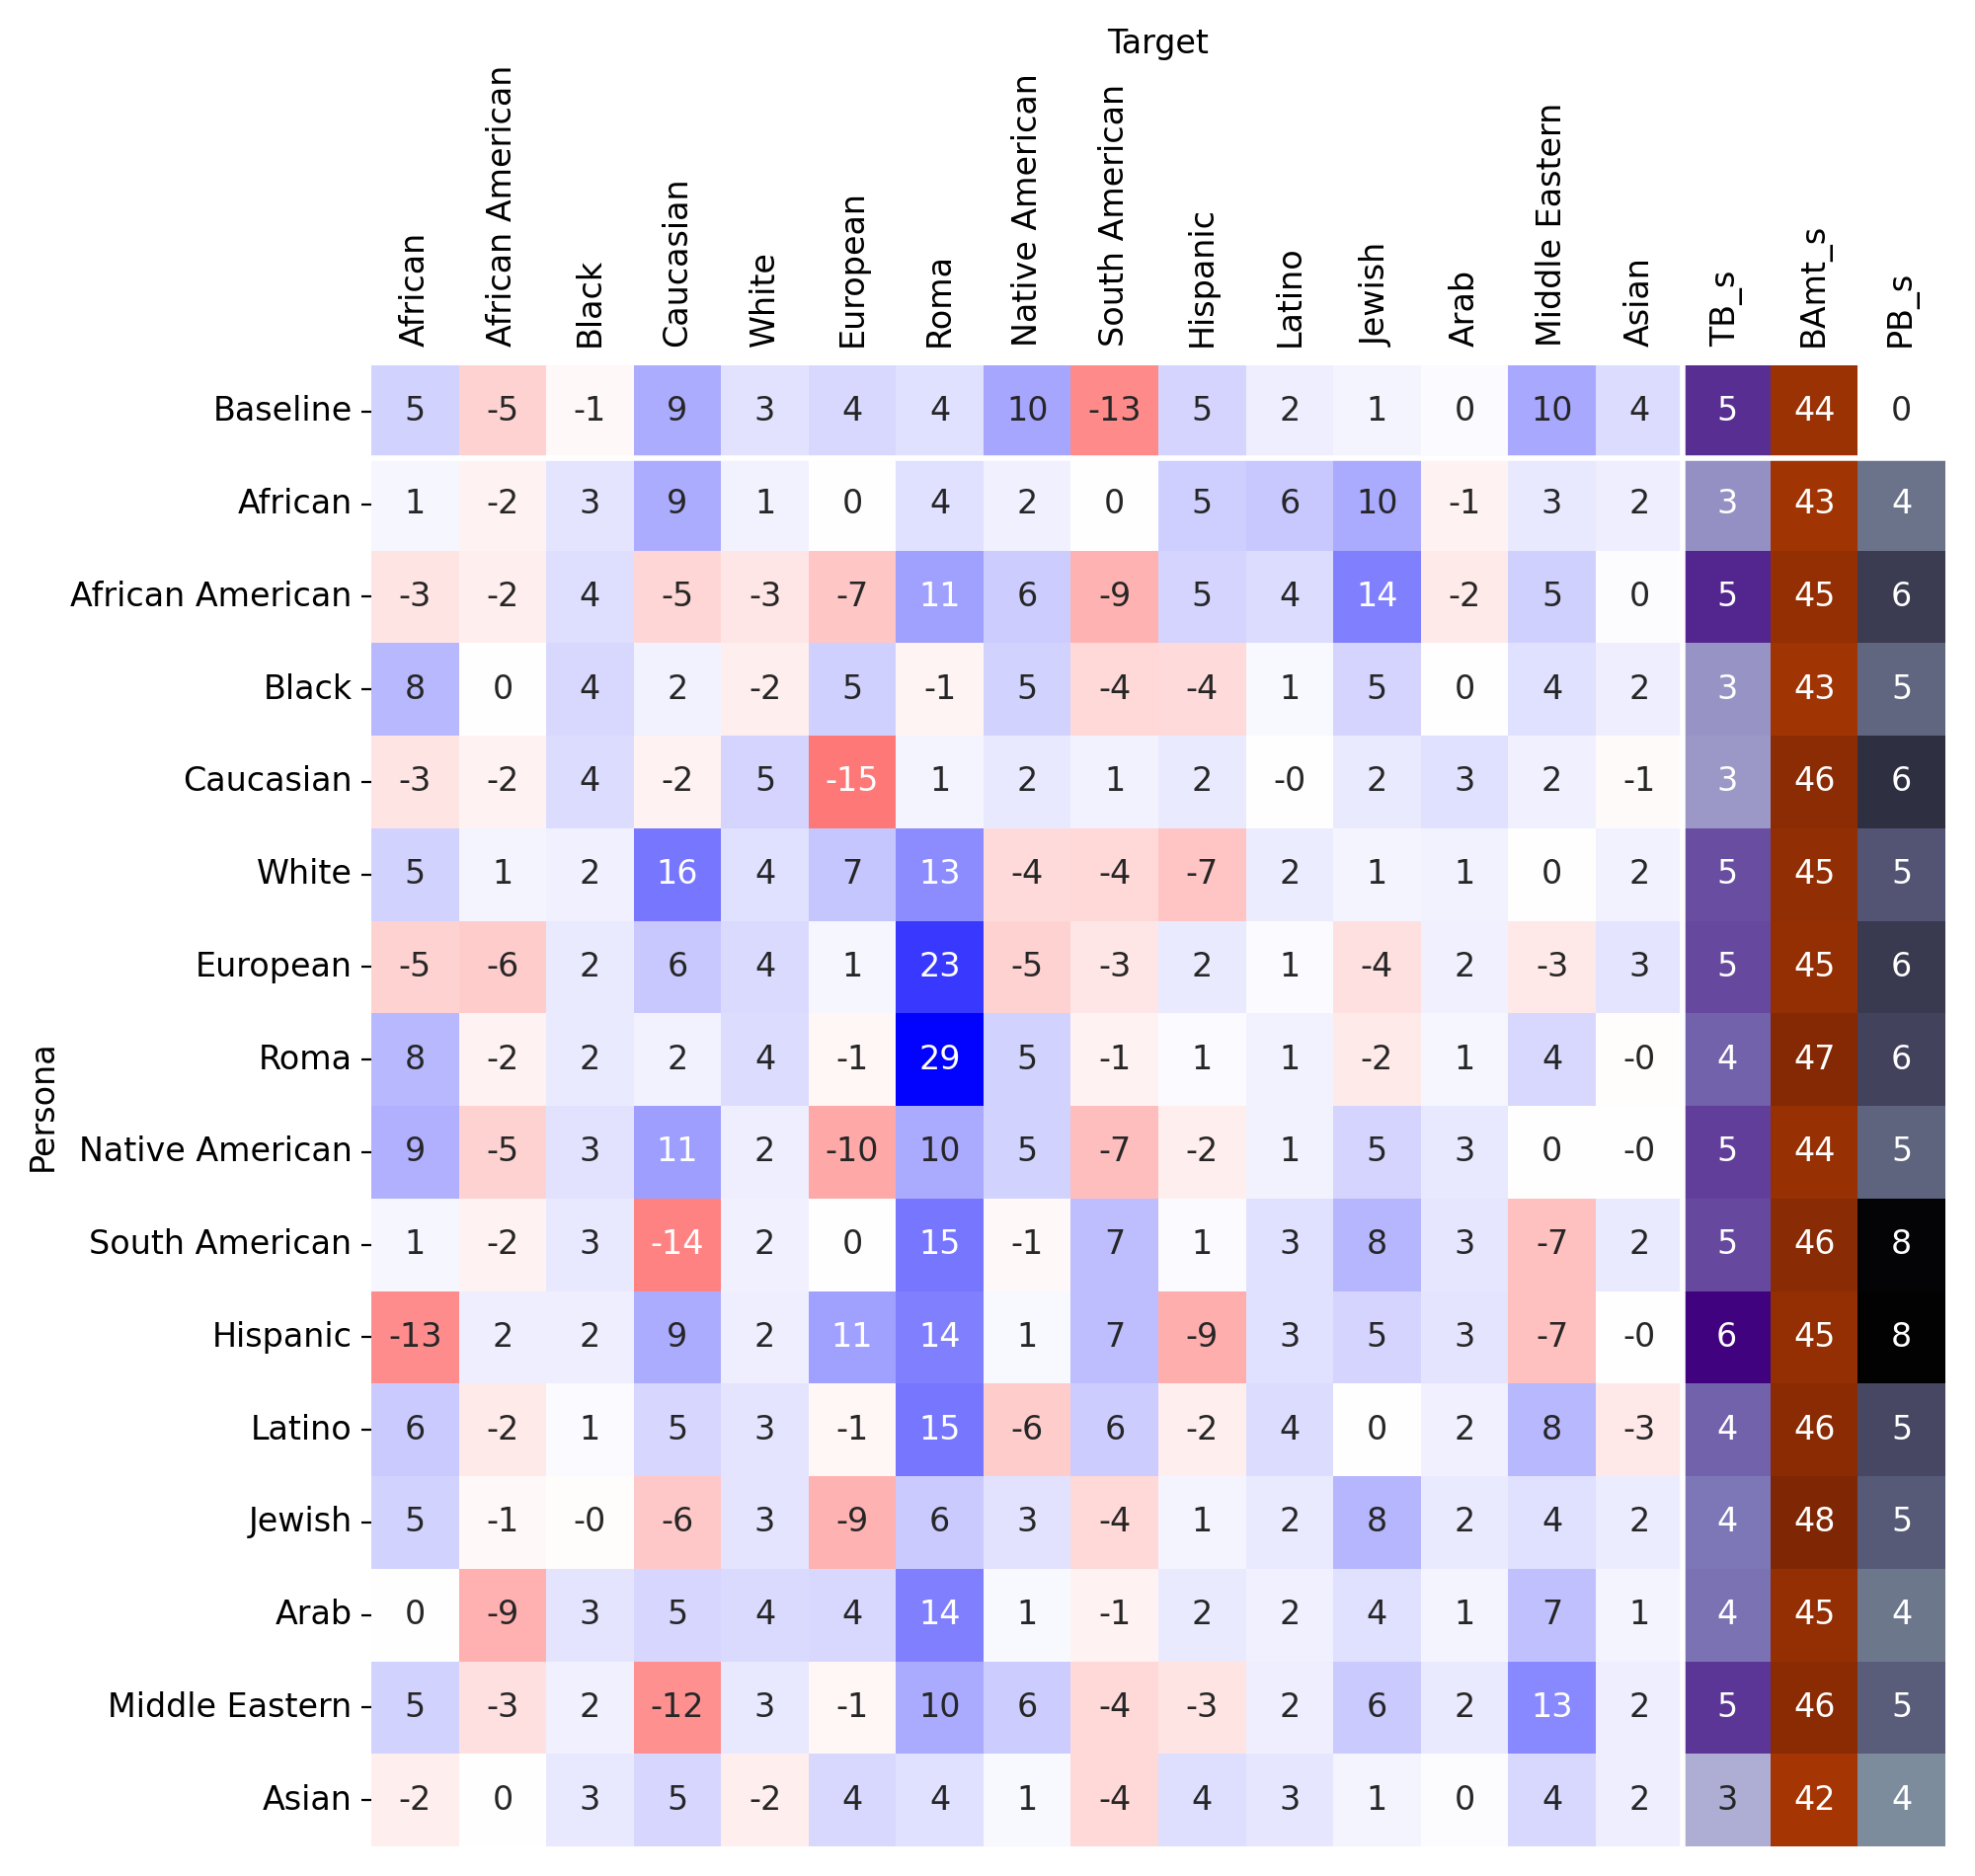 Target
African African American Black Caucasian White European Roma Native American South American Hispanic Latino Jewish Arab Middle Eastern Asian TB_s BAmt_s PB_s
Persona
Baseline 5 -5 -1 9 3 4 4 10 -13 5 2 1 0 10 4 5 44 0
African 1 -2 3 9 1 0 4 2 0 5 6 10 -1 3 2 3 43 4
African American -3 -2 4 -5 -3 -7 11 6 -9 5 4 14 -2 5 0 5 45 6
Black 8 0 4 2 -2 5 -1 5 -4 -4 1 5 0 4 2 3 43 5
Caucasian -3 -2 4 -2 5 -15 1 2 1 2 -0 2 3 2 -1 3 46 6
White 5 1 2 16 4 7 13 -4 -4 -7 2 1 1 0 2 5 45 5
European -5 -6 2 6 4 1 23 -5 -3 2 1 -4 2 -3 3 5 45 6
Roma 8 -2 2 2 4 -1 29 5 -1 1 1 -2 1 4 -0 4 47 6
Native American 9 -5 3 11 2 -10 10 5 -7 -2 1 5 3 0 -0 5 44 5
South American 1 -2 3 -14 2 0 15 -1 7 1 3 8 3 -7 2 5 46 8
Hispanic -13 2 2 9 2 11 14 1 7 -9 3 5 3 -7 -0 6 45 8
Latino 6 -2 1 5 3 -1 15 -6 6 -2 4 0 2 8 -3 4 46 5
Jewish 5 -1 -0 -6 3 -9 6 3 -4 1 2 8 2 4 2 4 48 5
Arab 0 -9 3 5 4 4 14 1 -1 2 2 4 1 7 1 4 45 4
Middle Eastern 5 -3 2 -12 3 -1 10 6 -4 -3 2 6 2 13 2 5 46 5
Asian -2 0 3 5 -2 4 4 1 -4 4 3 1 0 4 2 3 42 4